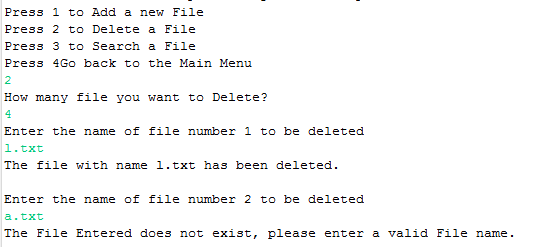 Press 1 to Add a new File
Press 2 to Delete a File
Press 3 to Search a File
Press 4Go back to the Main Menu
2
How many file you want to Delete?
4
Enter the name of file number 1 to be deleted
l.txt
The file with name l.txt has been deleted.
Enter the name of file number 2 to be deleted
a.txt
The File Entered does not exist, please enter a valid File name.